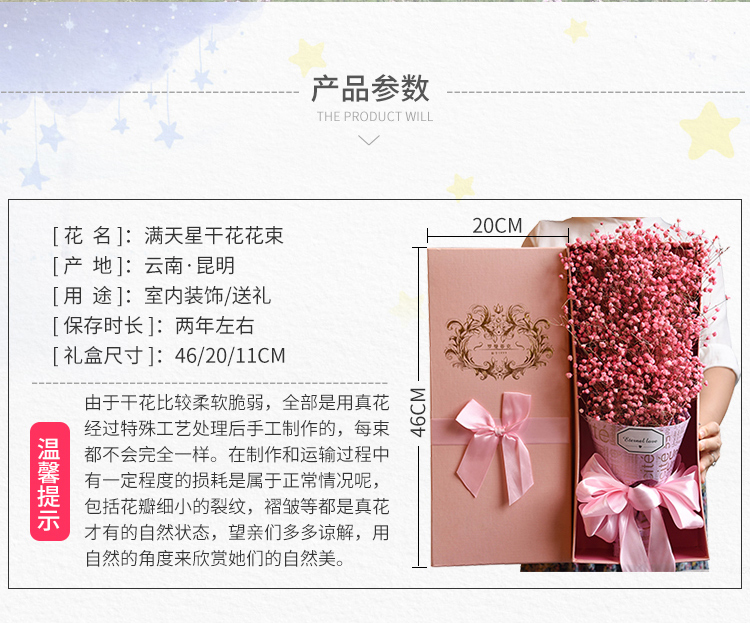 产品参数
THE PRODUCT WILL
[ 花 名 ]：满天星干花花束
[ 产 地 ]：云南·昆明
[ 用 途 ]：室内装饰/送礼
[ 保存时长 ]：两年左右
[ 礼盒尺寸 ]：46/20/11CM
温馨提示
由于干花比较柔软脆弱，全部是用真花
经过特殊工艺处理后手工制作的，每束
都不会完全一样。在制作和运输过程中
有一定程度的损耗是属于正常情况呢，
包括花瓣细小的裂纹，褶皱等都是真花
才有的自然状态，望亲们多多谅解，用
自然的角度来欣赏她们的自然美。
20CM
46CM
Eternal love